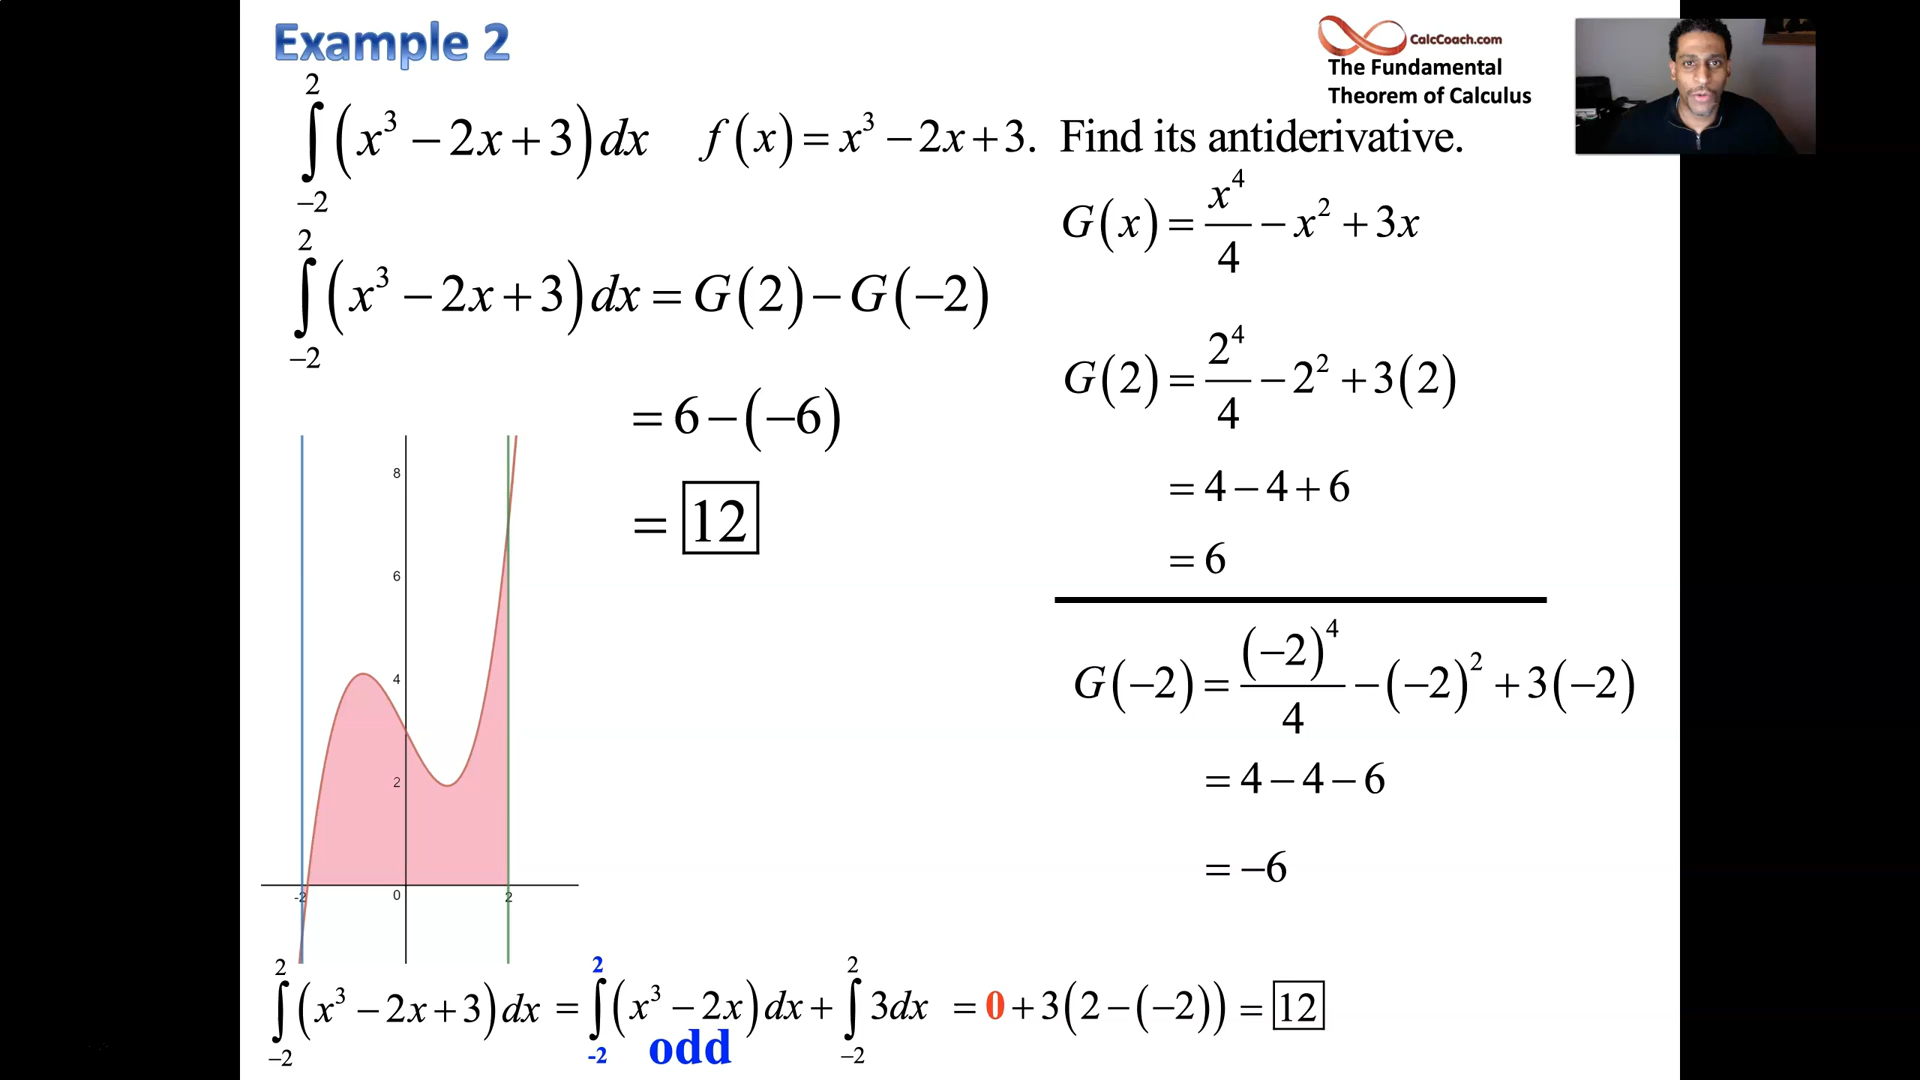 Example 2
CalcCoach.com
The Fundamental
Theorem of Calculus
∫_{−2}^{2} (x³ − 2x + 3) dx   f(x) = x³ − 2x + 3. Find its antiderivative.
G(x) = x⁴/4 − x² + 3x
∫_{−2}^{2} (x³ − 2x + 3) dx = G(2) − G(−2)
= 6 − (−6)
= 12
G(2) = 2⁴/4 − 2² + 3(2)
= 4 − 4 + 6
= 6
G(−2) = (−2)⁴/4 − (−2)² + 3(−2)
= 4 − 4 − 6
= −6
8
6
4
2
-2 0 2
∫_{−2}^{2} (x³ − 2x + 3) dx = ∫_{-2}^{2} (x³ − 2x) dx + ∫_{−2}^{2} 3dx = 0 + 3(2 − (−2)) = 12
odd